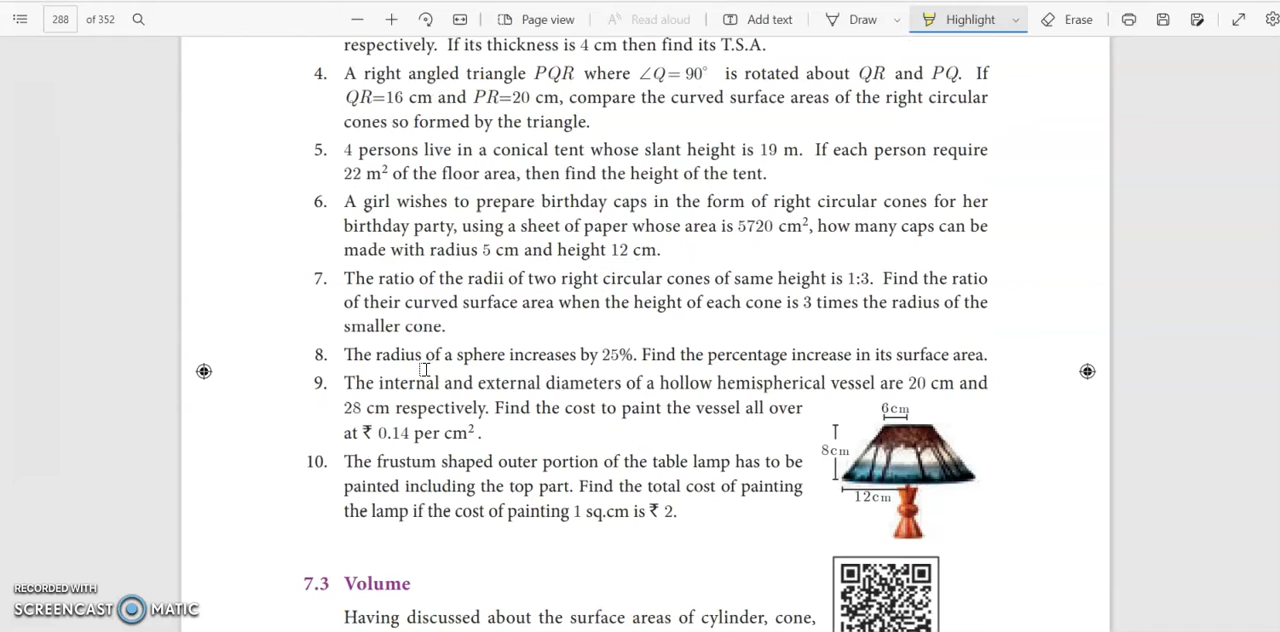 288 of 352 Page view Read aloud Add text Draw Highlight Erase
respectively. If its thickness is 4 cm then find its T.S.A.
4. A right angled triangle PQR where ∠Q= 90° is rotated about QR and PQ. If
QR=16 cm and PR=20 cm, compare the curved surface areas of the right circular
cones so formed by the triangle.
5. 4 persons live in a conical tent whose slant height is 19 m. If each person require
22 m² of the floor area, then find the height of the tent.
6. A girl wishes to prepare birthday caps in the form of right circular cones for her
birthday party, using a sheet of paper whose area is 5720 cm², how many caps can be
made with radius 5 cm and height 12 cm.
7. The ratio of the radii of two right circular cones of same height is 1:3. Find the ratio
of their curved surface area when the height of each cone is 3 times the radius of the
smaller cone.
8. The radius of a sphere increases by 25%. Find the percentage increase in its surface area.
9. The internal and external diameters of a hollow hemispherical vessel are 20 cm and
28 cm respectively. Find the cost to paint the vessel all over
at ₹ 0.14 per cm².
6cm
8cm
12cm
10. The frustum shaped outer portion of the table lamp has to be
painted including the top part. Find the total cost of painting
the lamp if the cost of painting 1 sq.cm is ₹ 2.
7.3 Volume
Having discussed about the surface areas of cylinder, cone,
RECORDED WITH
SCREENCAST MATIC